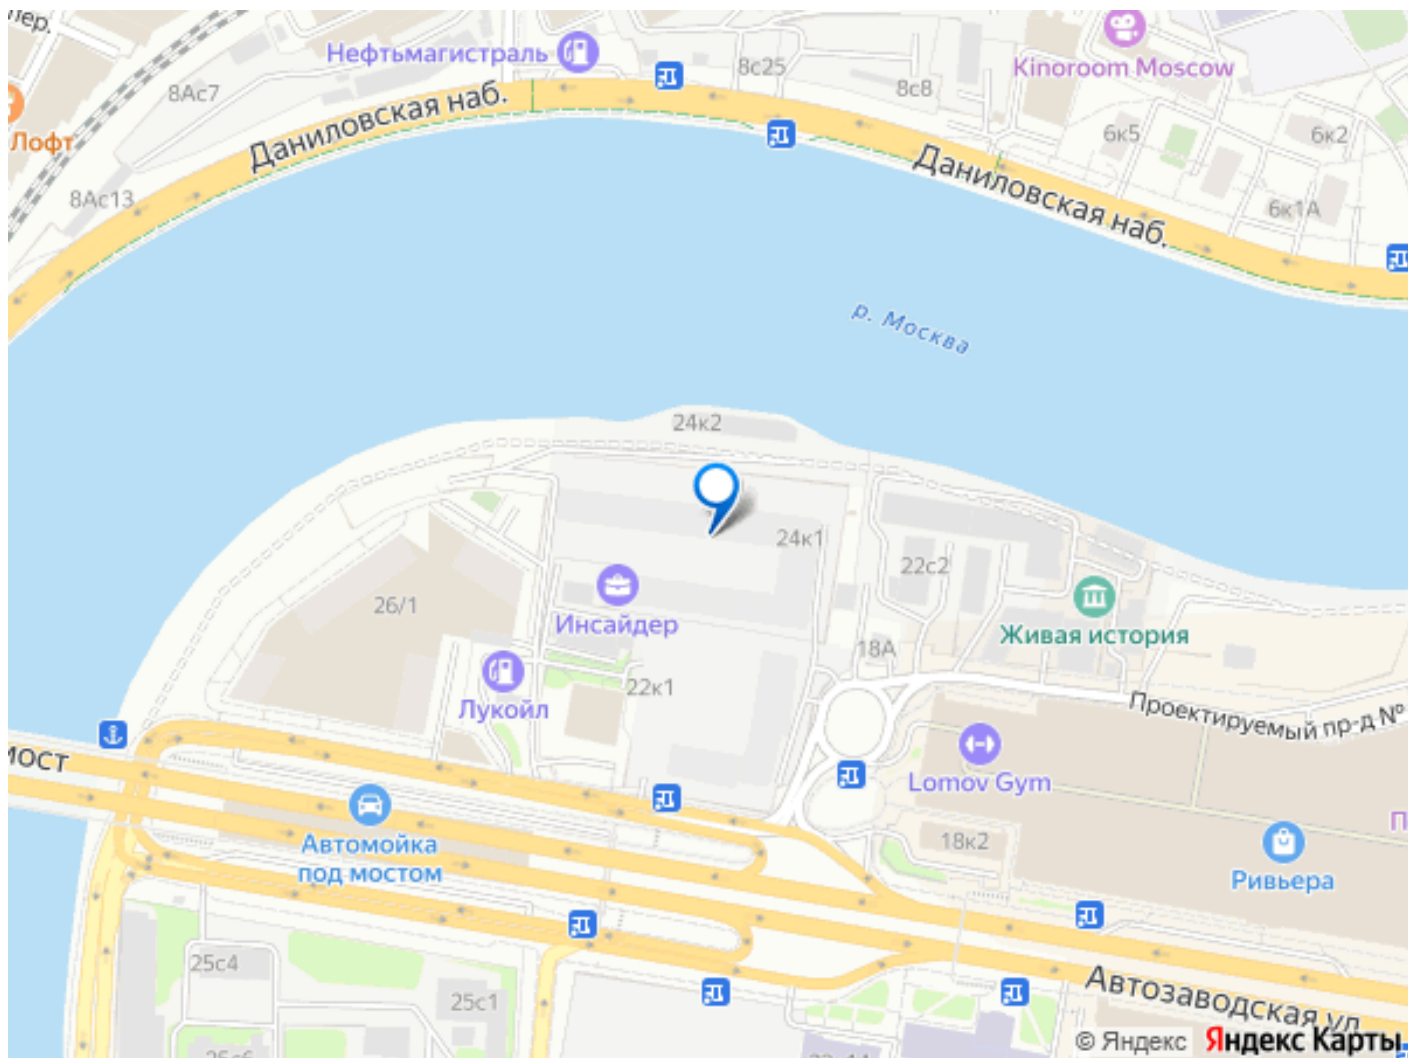 пер.
Нефтьмагистраль
8с25
Kinoroom Moscow
8Ас7
8с8
Даниловская наб.
Лофт
6к5
6к2
8Ас13
Даниловская наб.
6к1А
р. Москва
24к2
24к1
22с2
26/1
Инсайдер
Живая история
18А
22к1
Лукойл
Проектируемый пр-д №
мост
Lomov Gym
Автомойка
под мостом
18к2
П
Ривьера
25с4
25с1
Автозаводская ул.
© Яндекс Яндекс Карты